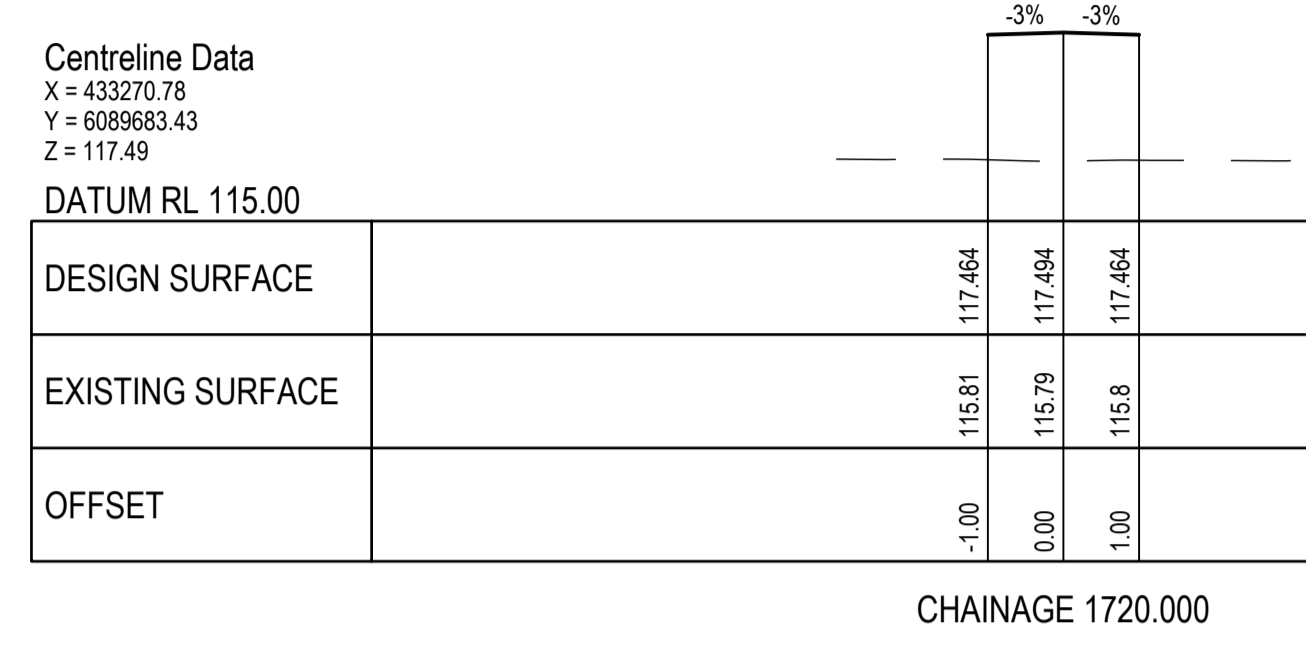 -3% -3%
Centreline Data
X = 433270.78
Y = 6089683.43
Z = 117.49
DATUM RL 115.00
DESIGN SURFACE 117.464 117.494 117.464
EXISTING SURFACE 115.81 115.79 115.8
OFFSET -1.00 0.00 1.00
CHAINAGE 1720.000